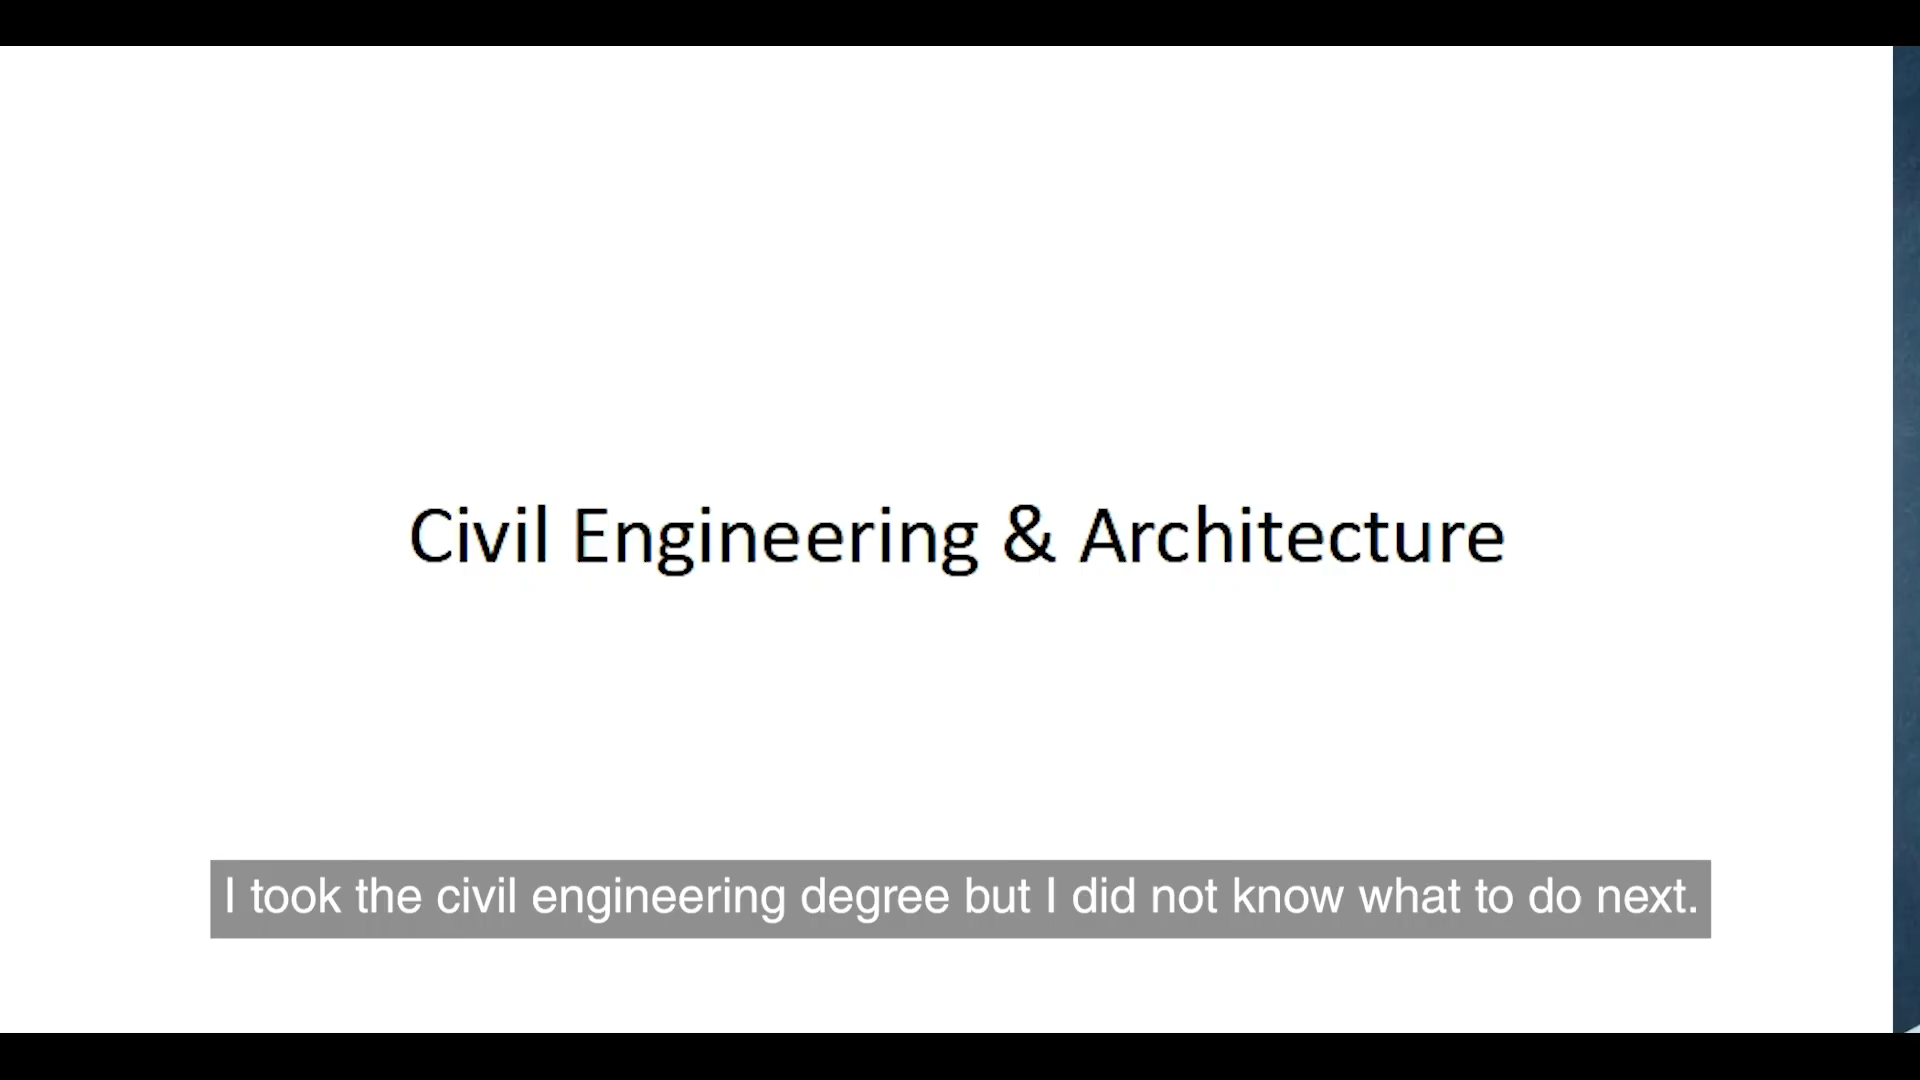 Civil Engineering & Architecture
I took the civil engineering degree but I did not know what to do next.